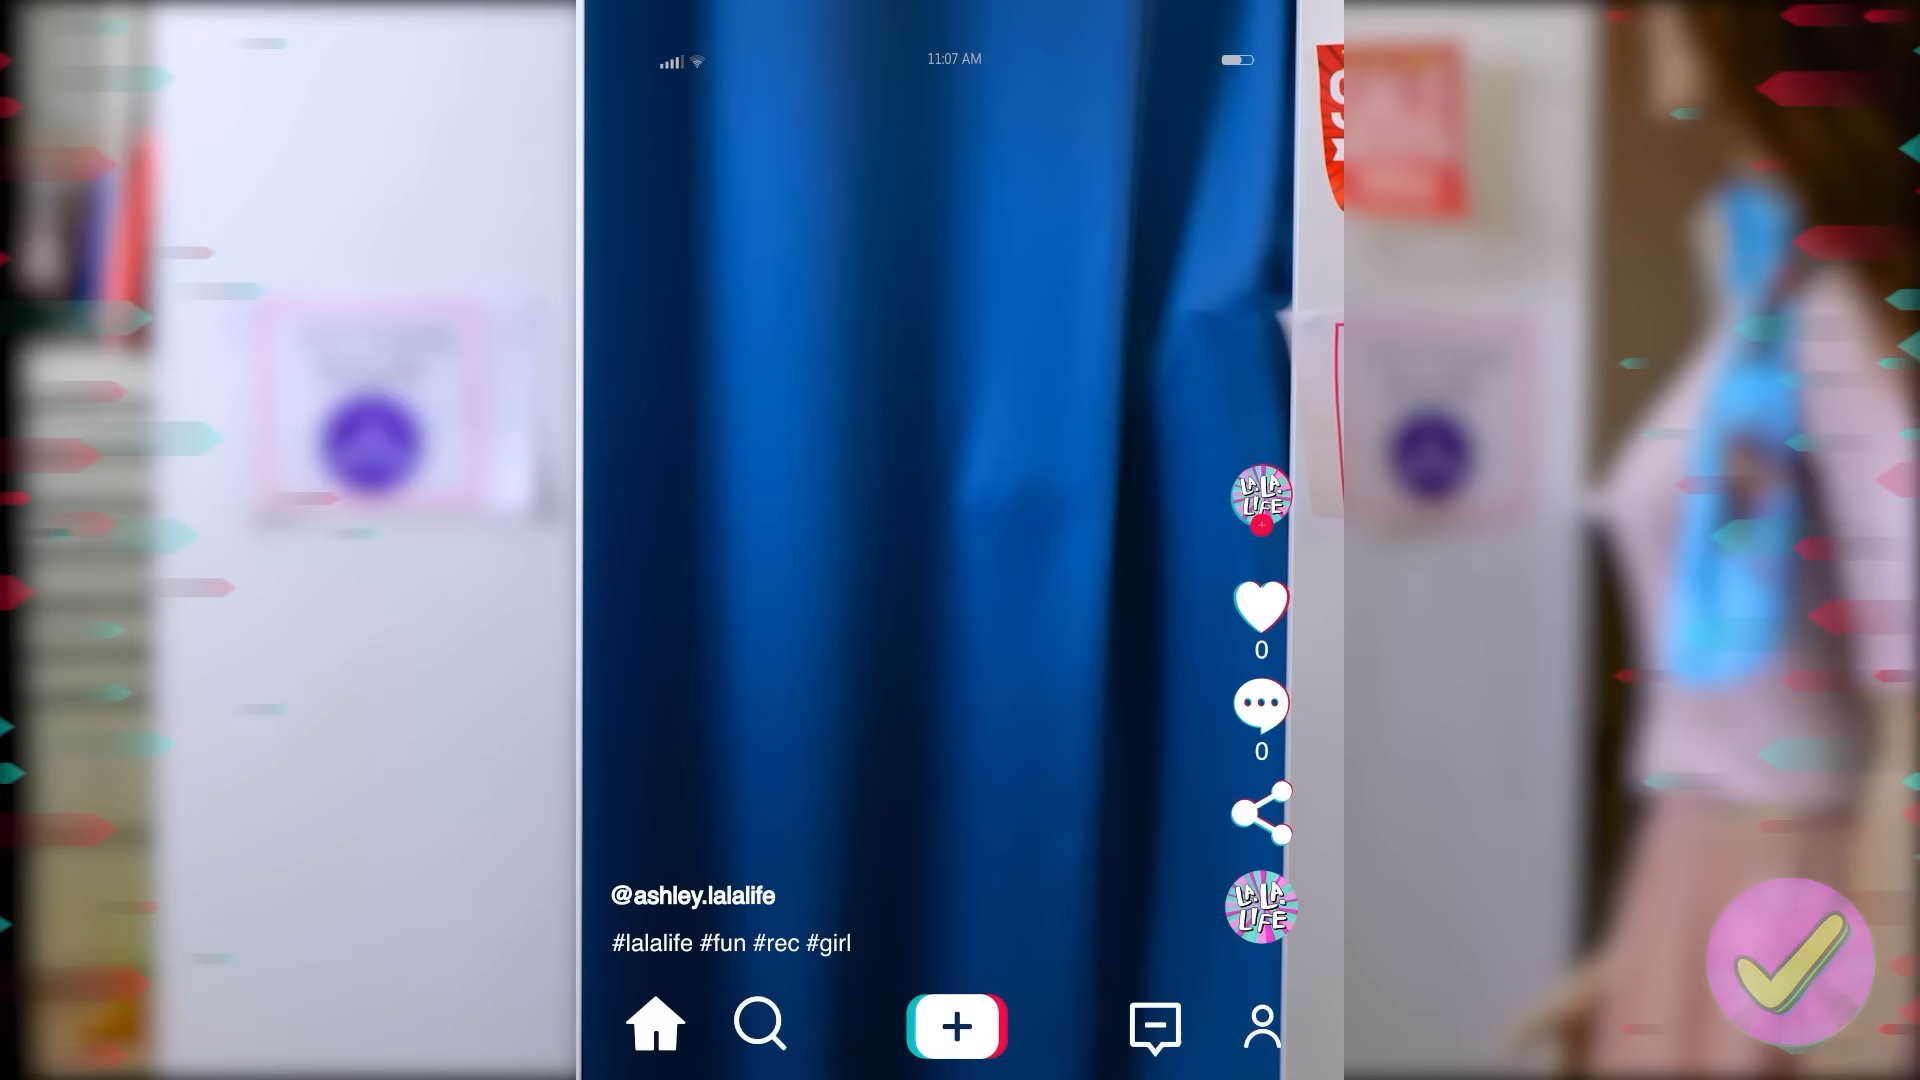 11:07 AM
LA LA
LIFE
0
0
LA LA
LIFE
@ashley.lalalife
#lalalife #fun #rec #girl